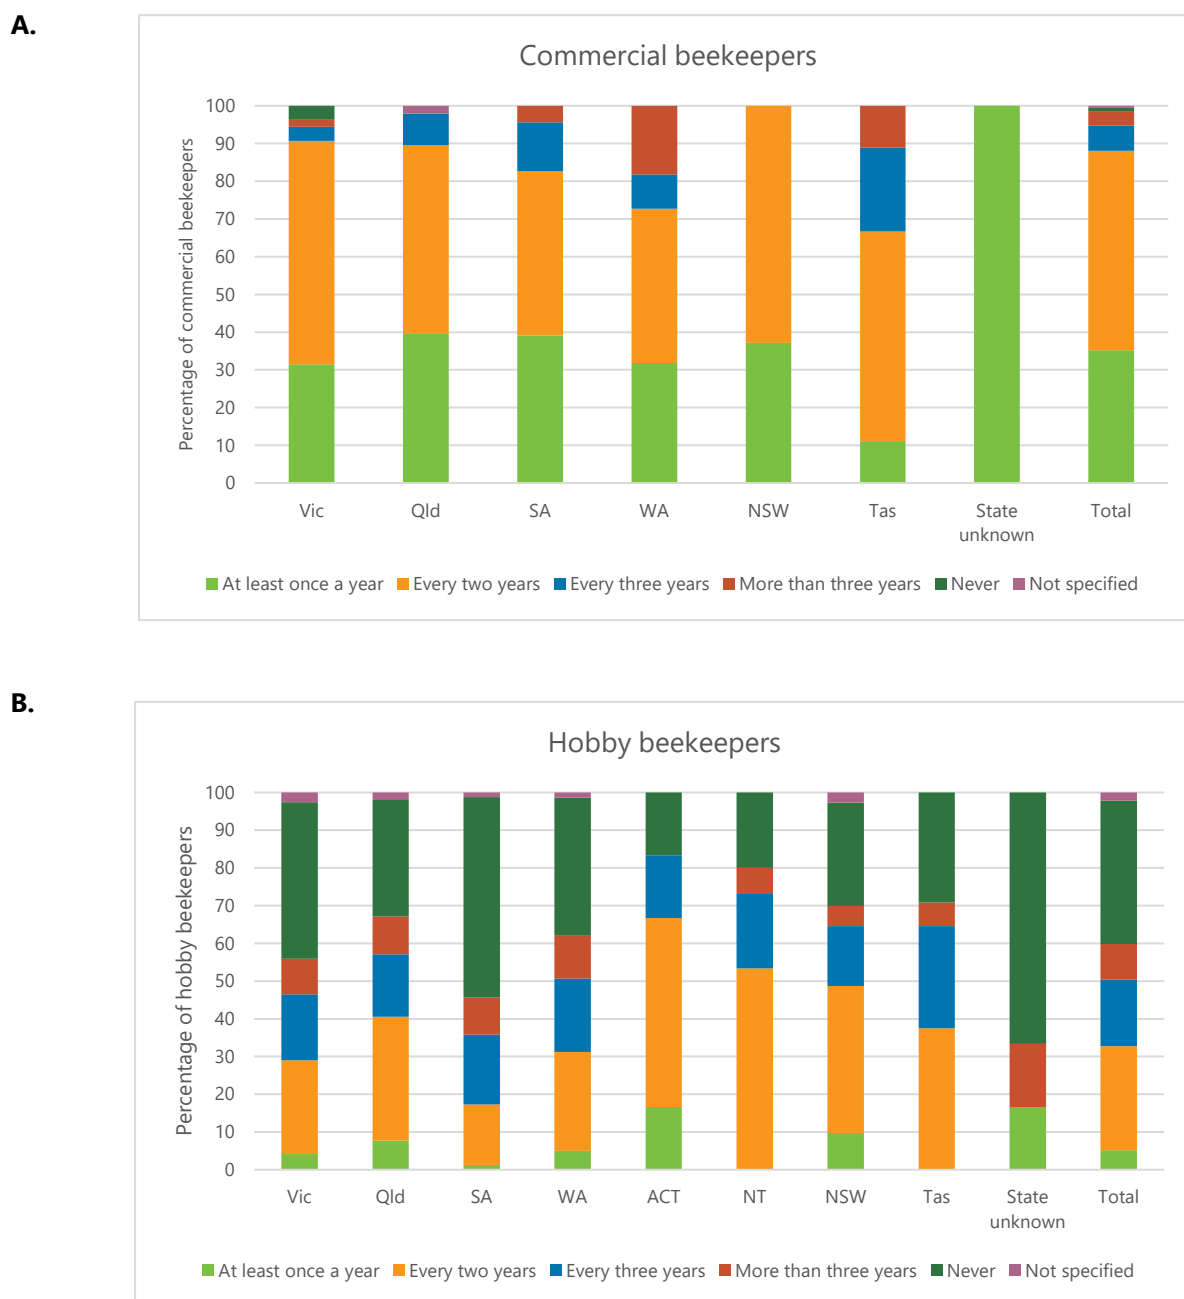 A.
Commercial beekeepers
Percentage of commercial beekeepers
100
90
80
70
60
50
40
30
20
10
0
Vic Qld SA WA NSW Tas State unknown Total
At least once a year Every two years Every three years More than three years Never Not specified
B.
Hobby beekeepers
Percentage of hobby beekeepers
100
90
80
70
60
50
40
30
20
10
0
Vic Qld SA WA ACT NT NSW Tas State unknown Total
At least once a year Every two years Every three years More than three years Never Not specified